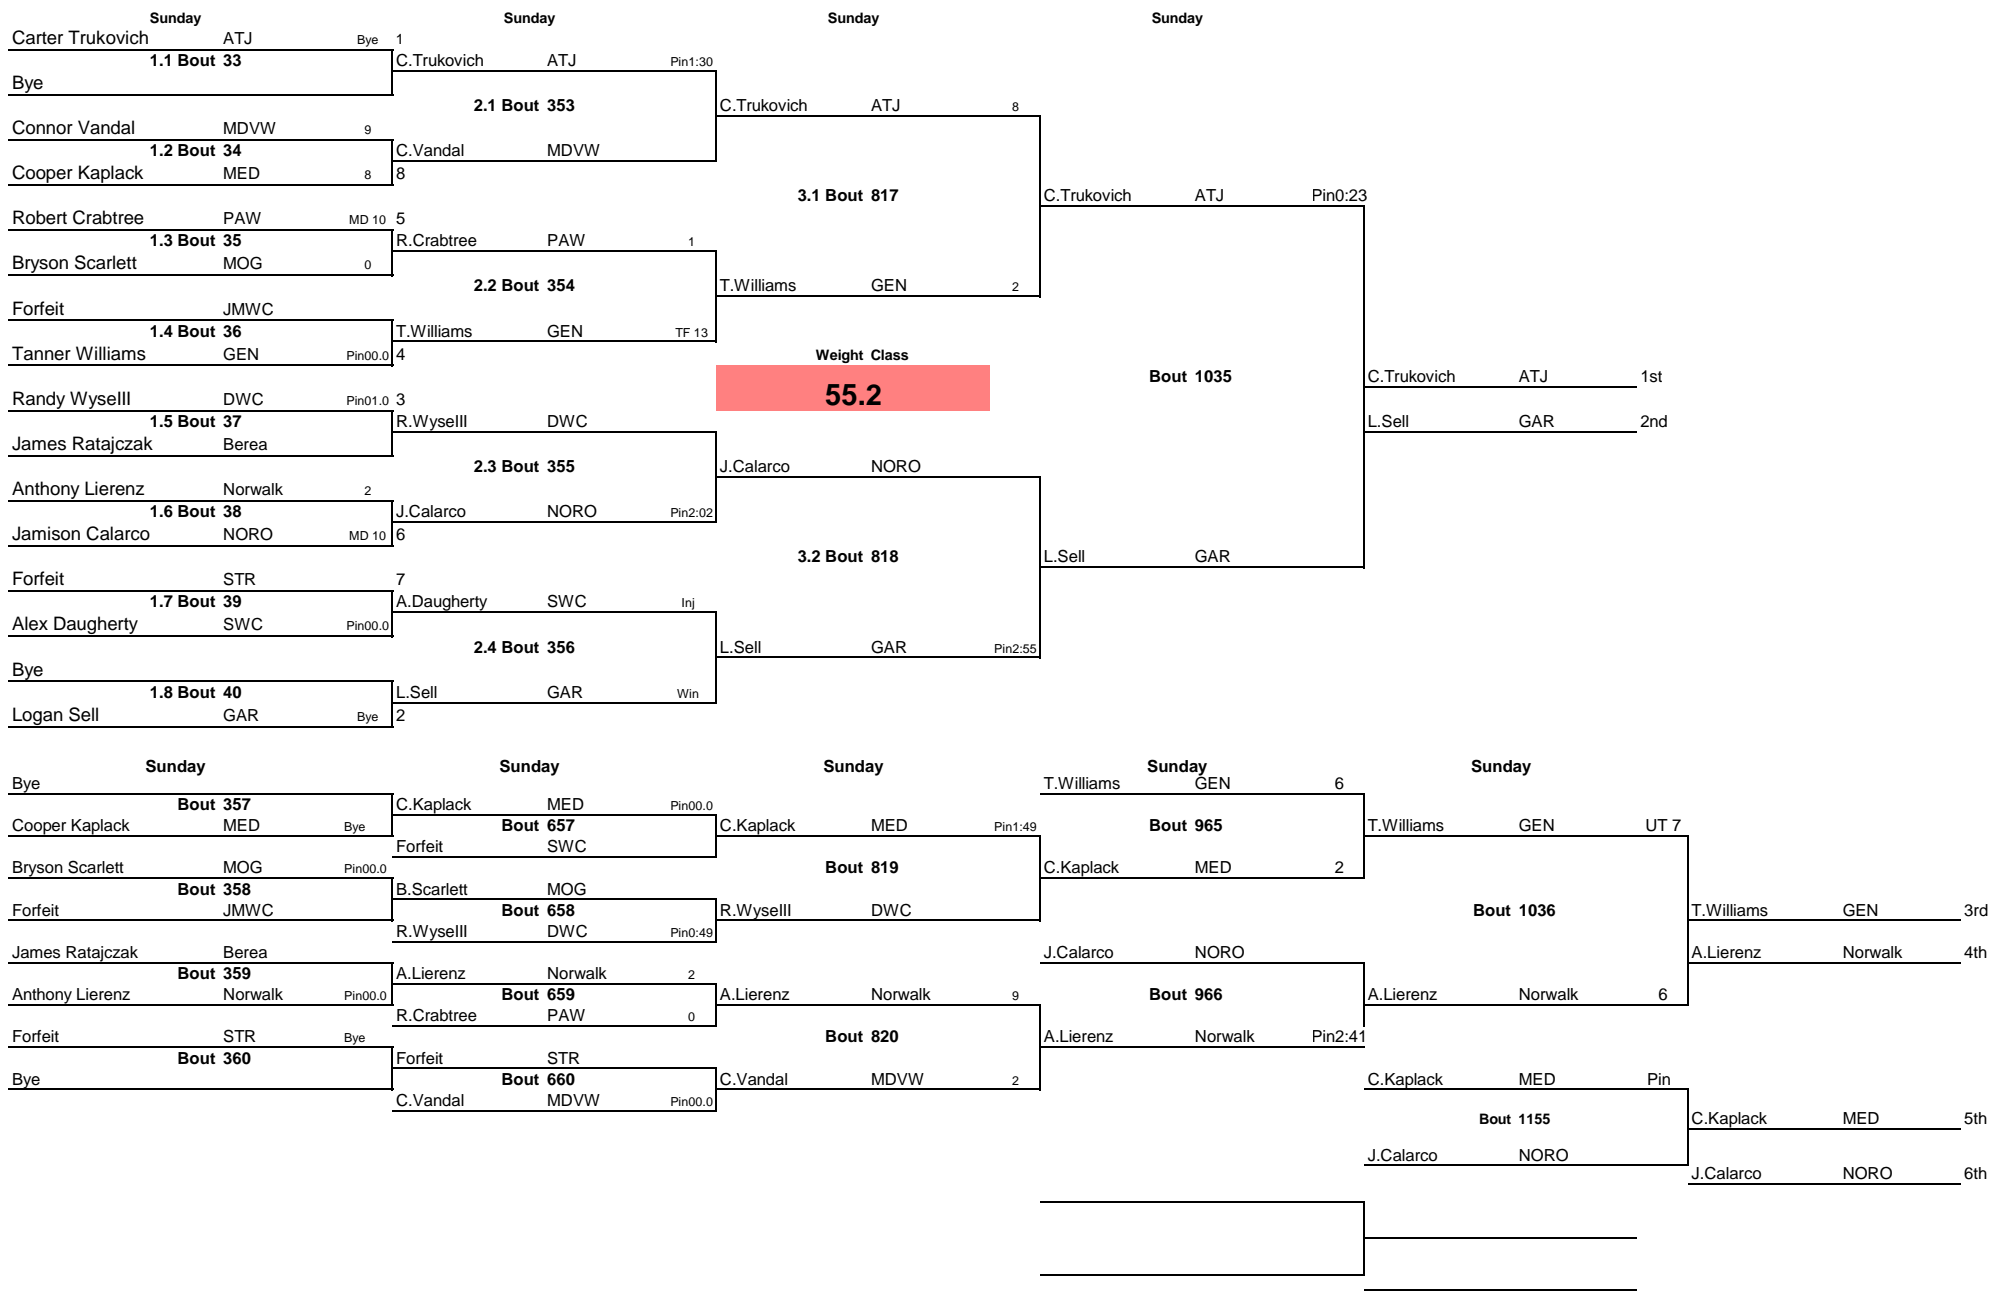 Sunday Sunday Sunday Sunday
Carter Trukovich ATJ Bye 1
1.1 Bout 33 C.Trukovich ATJ Pin1:30
Bye
2.1 Bout 353 C.Trukovich ATJ 8
Connor Vandal MDVW 9
1.2 Bout 34 C.Vandal MDVW
Cooper Kaplack MED 8 8
3.1 Bout 817 C.Trukovich ATJ Pin0:23
Robert Crabtree PAW MD 10 5
1.3 Bout 35 R.Crabtree PAW 1
Bryson Scarlett MOG 0
2.2 Bout 354 T.Williams GEN 2
Forfeit JMWC
1.4 Bout 36 T.Williams GEN TF 13
Tanner Williams GEN Pin00.0 4 Weight Class
Bout 1035 C.Trukovich ATJ 1st
Randy WyseIII DWC Pin01.0 3 55.2
1.5 Bout 37 R.WyseIII DWC L.Sell GAR 2nd
James Ratajczak Berea
2.3 Bout 355 J.Calarco NORO
Anthony Lierenz Norwalk 2
1.6 Bout 38 J.Calarco NORO Pin2:02
Jamison Calarco NORO MD 10 6
3.2 Bout 818 L.Sell GAR
Forfeit STR 7
1.7 Bout 39 A.Daugherty SWC Inj
Alex Daugherty SWC Pin00.0
2.4 Bout 356 L.Sell GAR Pin2:55
Bye
1.8 Bout 40 L.Sell GAR Win
Logan Sell GAR Bye 2
Sunday Sunday Sunday Sunday Sunday
Bye T.Williams GEN 6
Bout 357 C.Kaplack MED Pin00.0
Cooper Kaplack MED Bye Bout 657 C.Kaplack MED Pin1:49 Bout 965 T.Williams GEN UT 7
Forfeit SWC
Bryson Scarlett MOG Pin00.0 Bout 819 C.Kaplack MED 2
Bout 358 B.Scarlett MOG
Forfeit JMWC Bout 658 R.WyseIII DWC Bout 1036 T.Williams GEN 3rd
R.WyseIII DWC Pin0:49
James Ratajczak Berea J.Calarco NORO A.Lierenz Norwalk 4th
Bout 359 A.Lierenz Norwalk 2
Anthony Lierenz Norwalk Pin00.0 Bout 659 A.Lierenz Norwalk 9 Bout 966 A.Lierenz Norwalk 6
R.Crabtree PAW 0
Forfeit STR Bye Bout 820 A.Lierenz Norwalk Pin2:41
Bout 360 Forfeit STR
Bye Bout 660 C.Vandal MDVW 2 C.Kaplack MED Pin
C.Vandal MDVW Pin00.0
Bout 1155 C.Kaplack MED 5th
J.Calarco NORO
J.Calarco NORO 6th